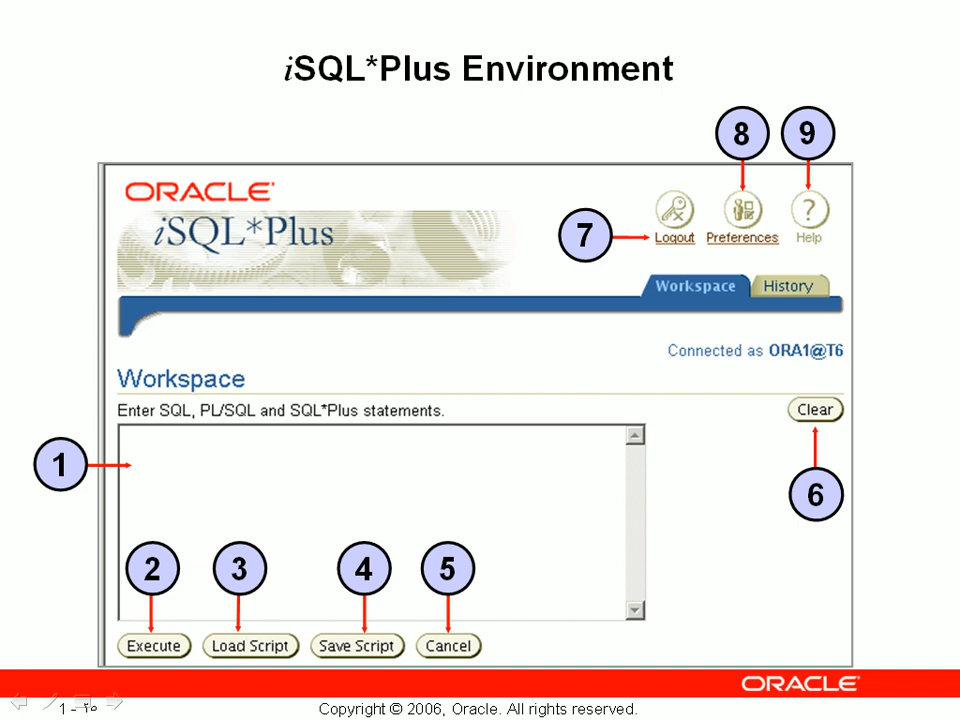 iSQL*Plus Environment
8 9
ORACLE
iSQL*Plus
7
Logout Preferences Help
Workspace History
Connected as ORA1@T6
Workspace
Enter SQL, PL/SQL and SQL*Plus statements.
Clear
1
6
2 3 4 5
Execute Load Script Save Script Cancel
ORACLE
1 - ٢٥
Copyright © 2006, Oracle. All rights reserved.